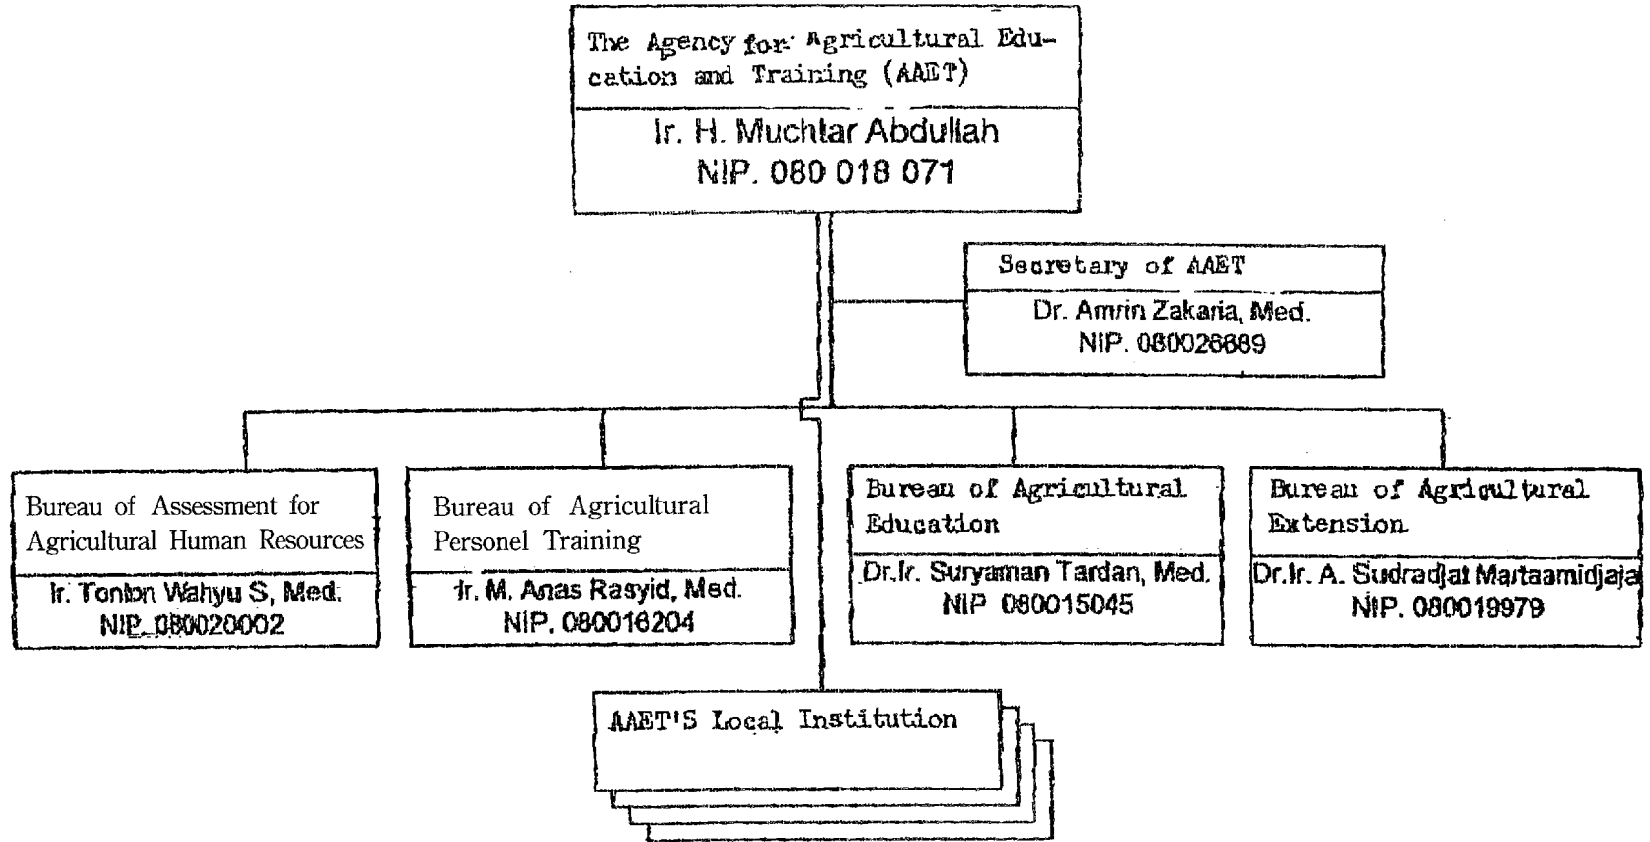 The Agency for Agricultural Edu-
cation and Training (AAET)
Ir. H. Muchtar Abdullah
NIP. 080 018 071
Secretary of AAET
Dr. Amrin Zakaria, Med.
NIP.
Bureau of Assessment for
Agricultural Human Resources
Ir. Tonton Wahyu S, Med.
NIP. 080020002
Bureau of Agricultural
Personel Training
Ir. M. Anas Rasyid, Med.
NIP. 080016204
Bureau of Agricultural
Education
Dr.Ir. Suryaman Tardan, Med.
NIP 080015045
Bureau of Agricultural
Extension
Dr.Ir. A. Sudradjat Martaamidjaja
NIP. 080019979
AAET'S Local Institution